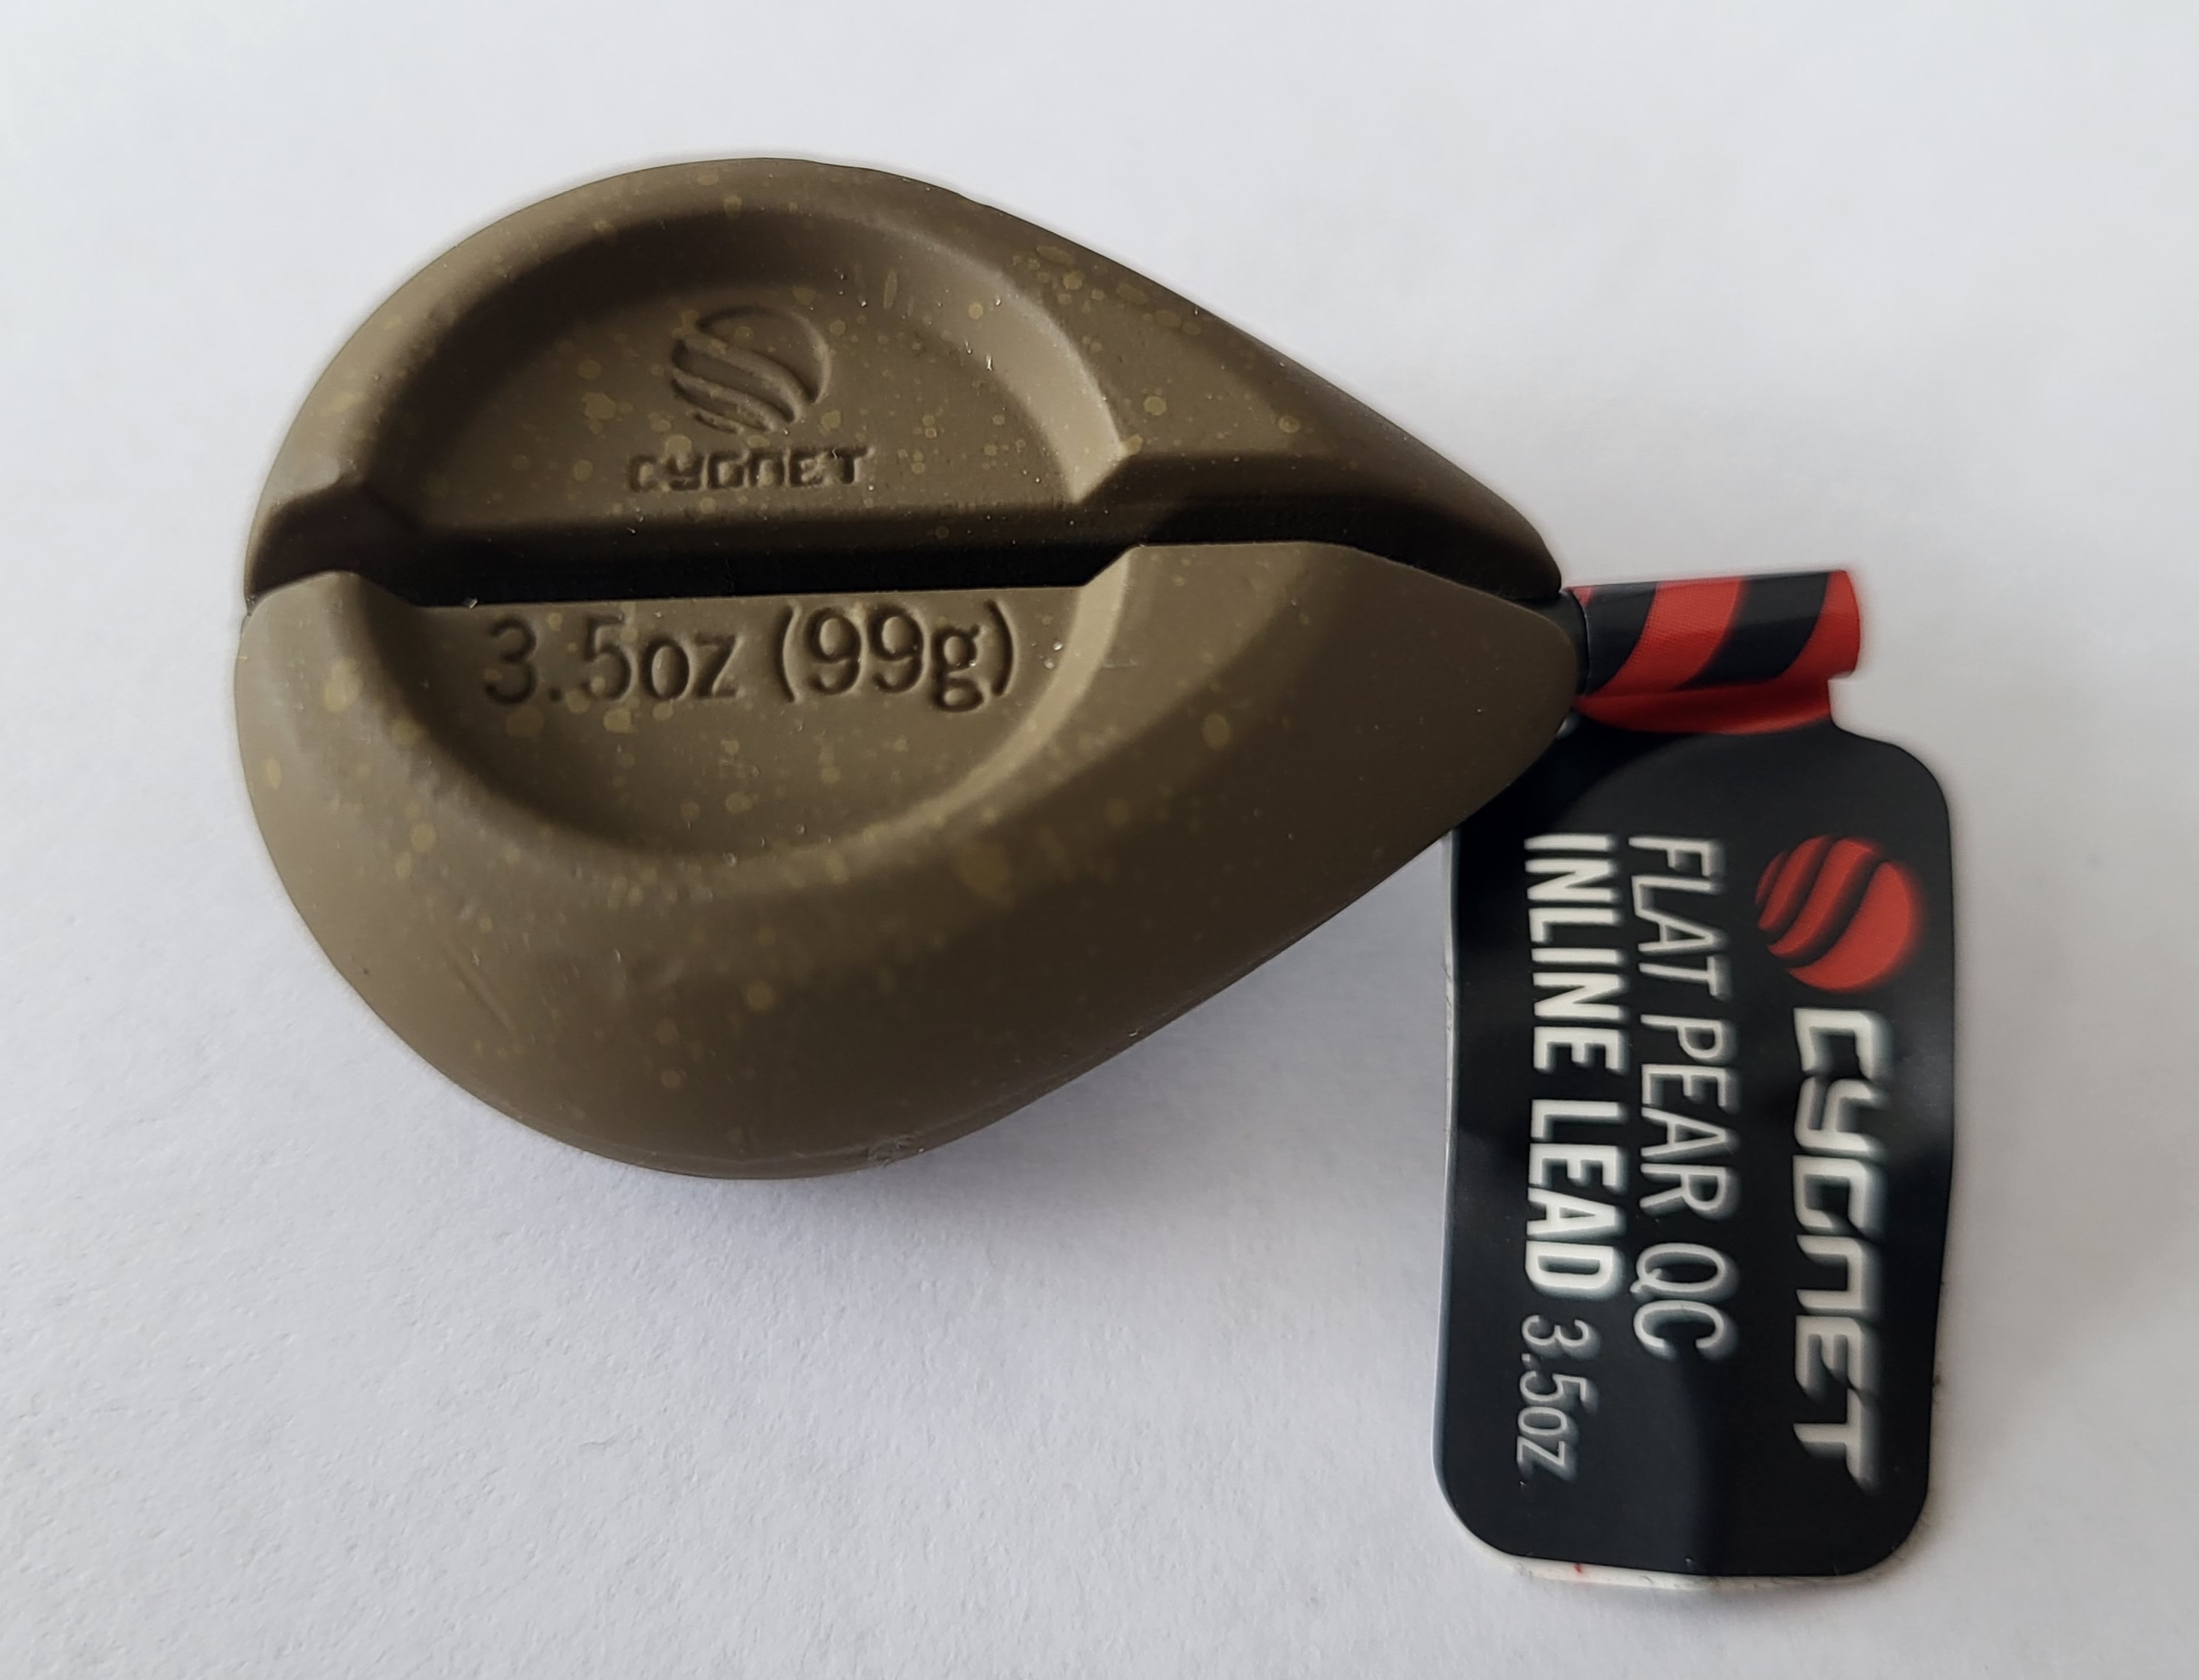 CYGNET
3.5oz (99g)
CYGNET
FLAT PEAR QC
INLINE LEAD 3.5oz